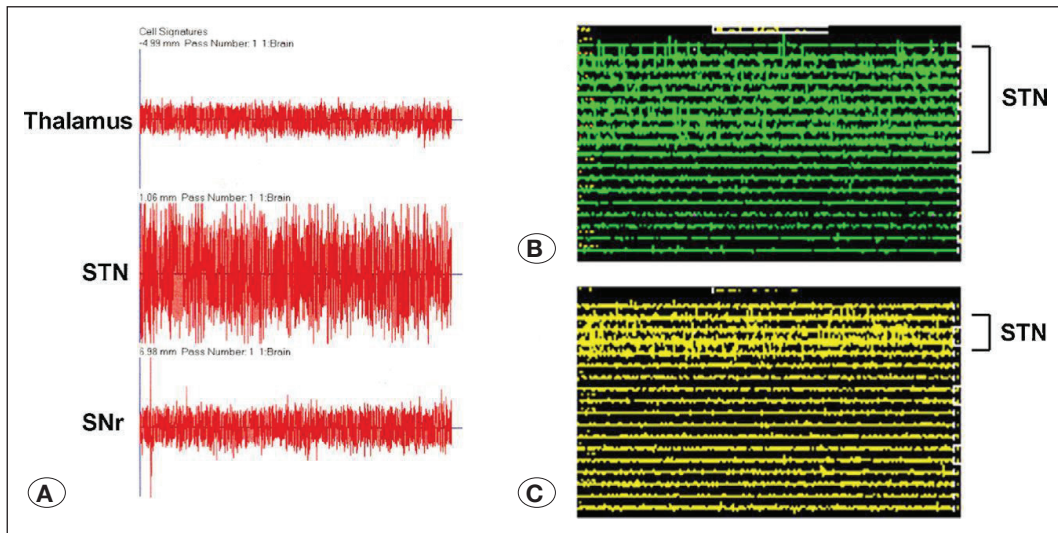 Cell Signatures
-4.99 mm Pass Number: 1 1:Brain
Thalamus
1.06 mm Pass Number: 1 1:Brain
STN
6.98 mm Pass Number: 1 1:Brain
SNr
A
STN
B
STN
C